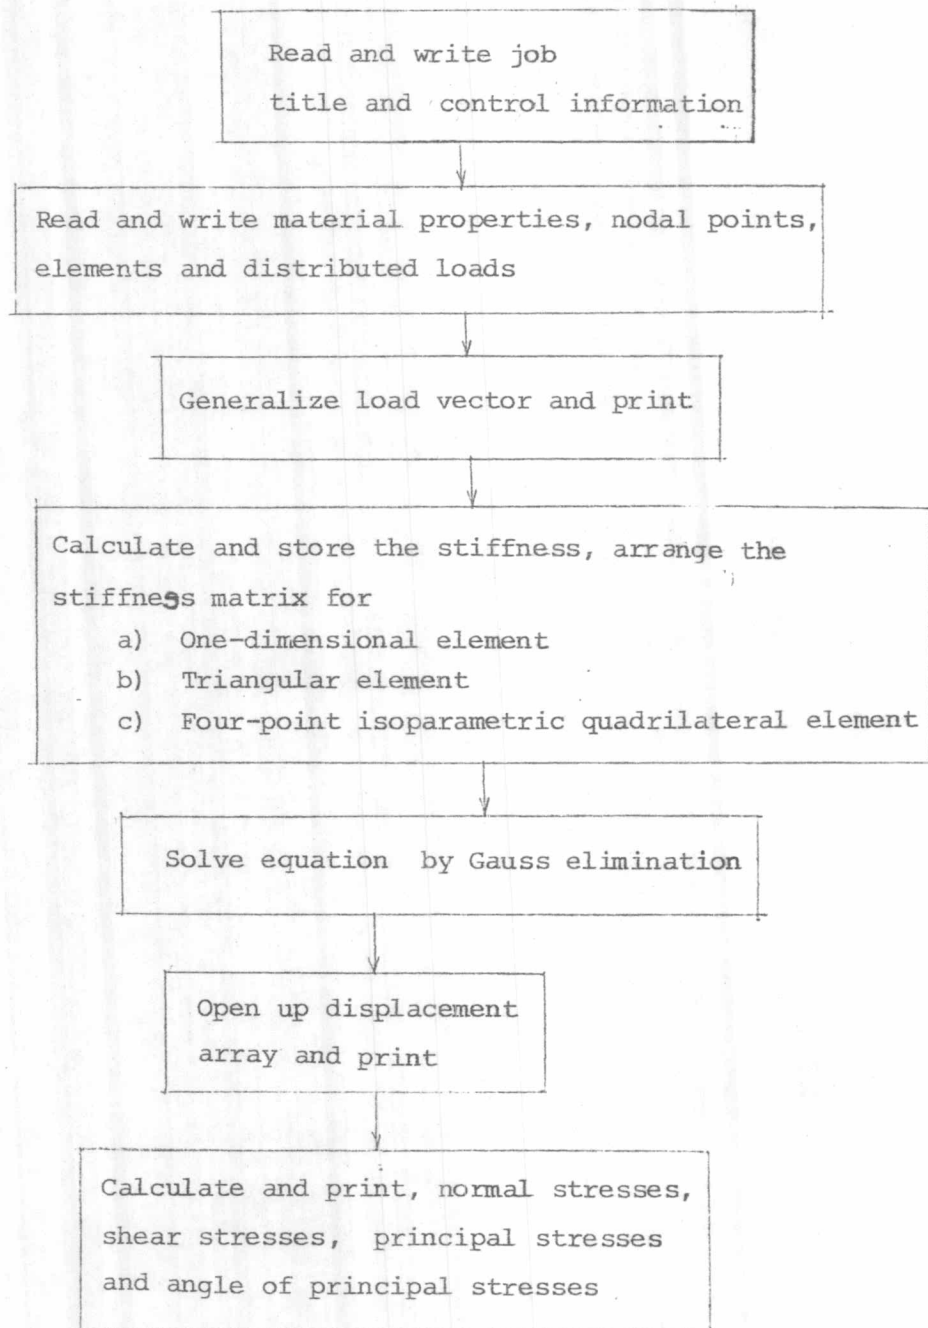 Read and write job
title and control information
Read and write material properties, nodal points,
elements and distributed loads
Generalize load vector and print
Calculate and store the stiffness, arrange the
stiffness matrix for
a) One-dimensional element
b) Triangular element
c) Four-point isoparametric quadrilateral element
Solve equation by Gauss elimination
Open up displacement
array and print
Calculate and print, normal stresses,
shear stresses, principal stresses
and angle of principal stresses